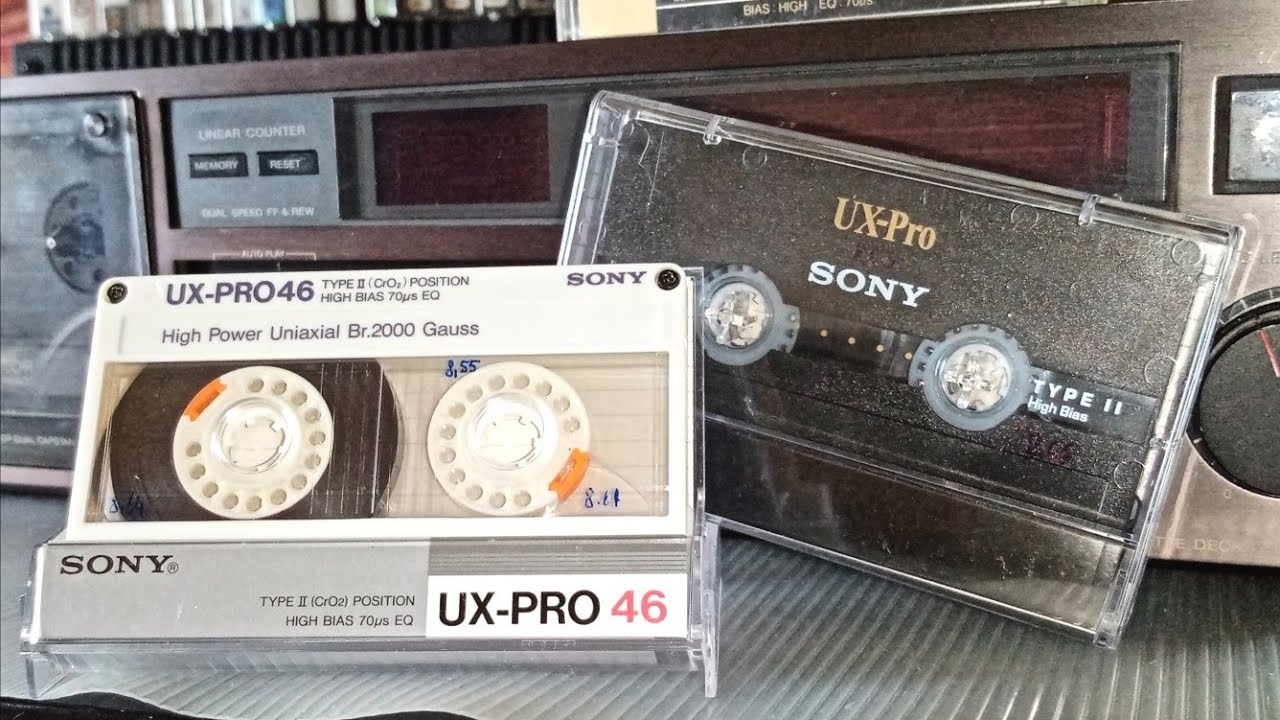 BIAS : HIGH EQ : 70μs
LINEAR COUNTER
MEMORY RESET
DUAL SPEED FF & REW
AUTO PLAY
UX-PRO46 TYPE II (CrO₂) POSITION
HIGH BIAS 70μs EQ
SONY
High Power Uniaxial Br.2000 Gauss
8,55
8.61
SONY®
TYPE II (CrO2) POSITION
HIGH BIAS 70μs EQ
UX-PRO 46
UX-Pro
SONY
TYPE II
High Bias